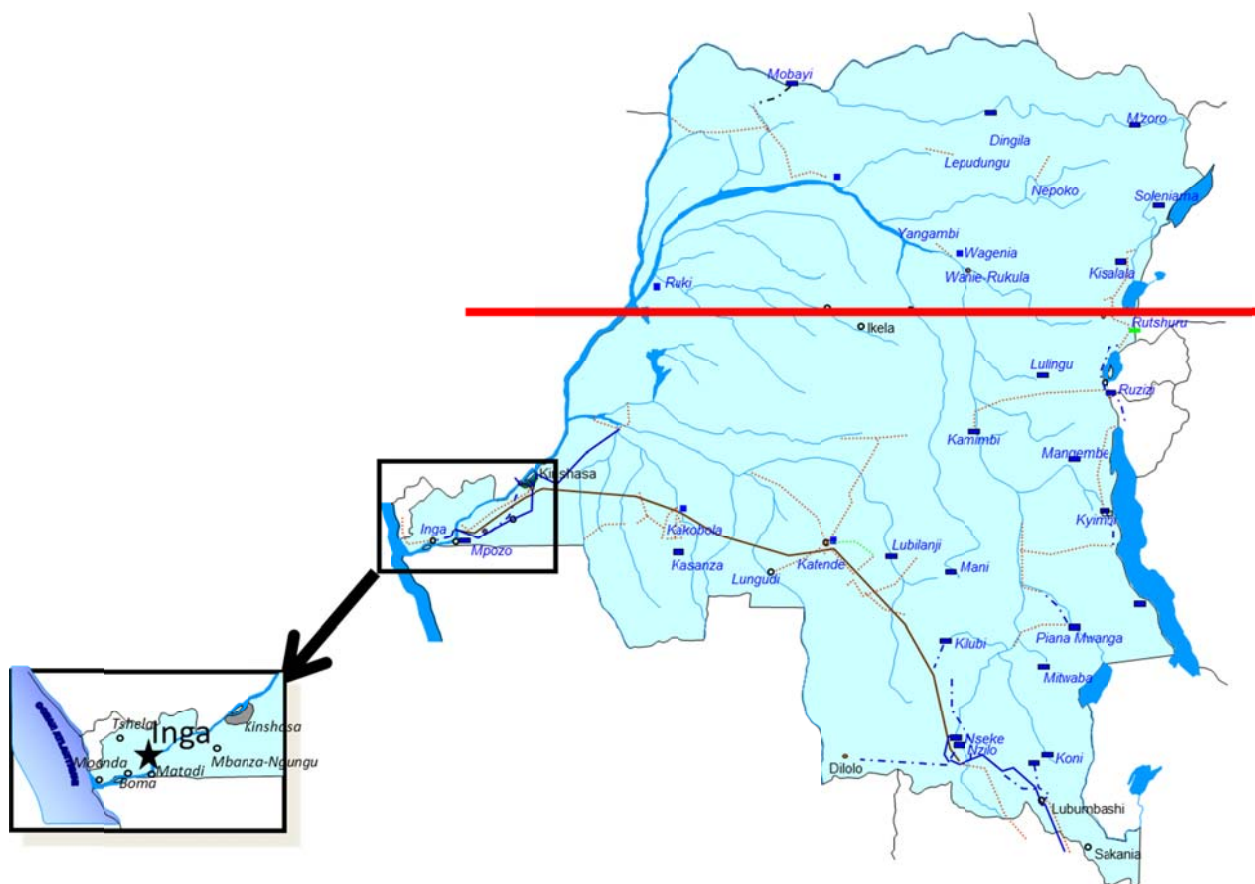 Mobayi
M'zoro
Dingila
Lepudungu
Nepoko
Soleniama
Yangambi
Wagenia
Wanie-Rukula
Kisalala
Ruki
Rutshuru
Ikela
Lulingu
Ruzizi
Kamimbi
Mangembe
Kinshasa
Kyimbi
Kakobola
Inga
Mpozo
Kasanza
Lungudi
Katende
Lubilanji
Mani
Piana Mwanga
Klubi
Mitwaba
Nseke
Nzilo
Koni
Dilolo
Lubumbashi
Sakania
Tshela
Inga
Kinshasa
Moanda
Boma
Matadi
Mbanza-Ngungu